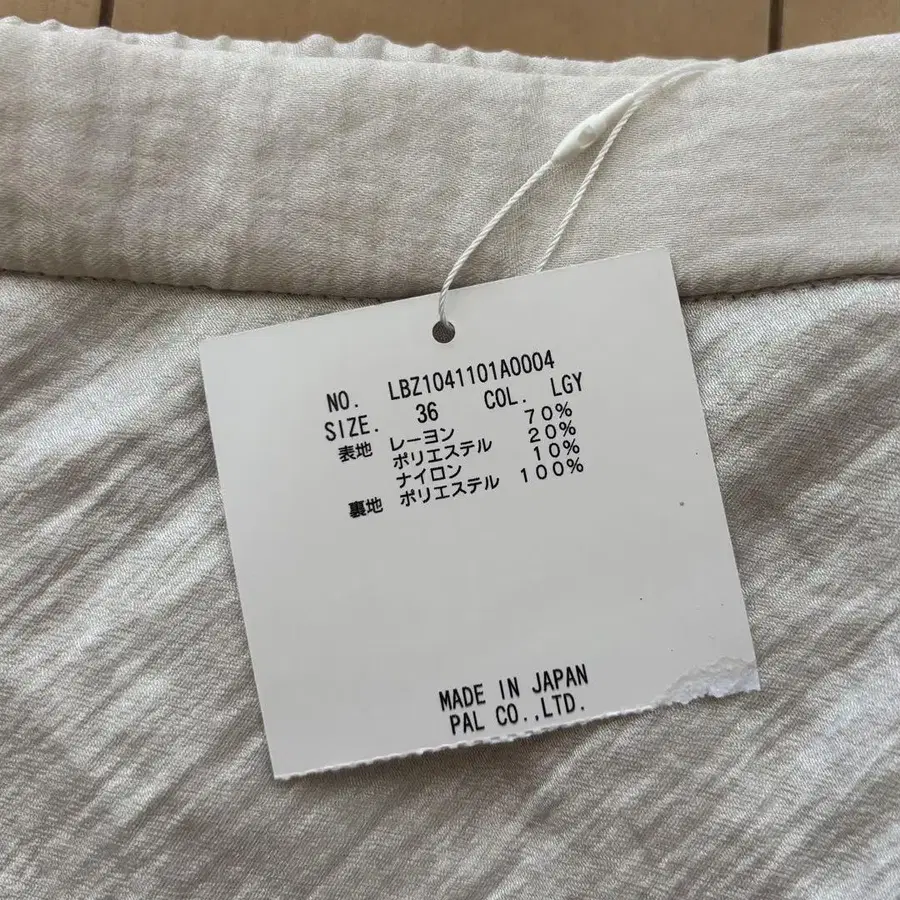 NO. LBZ1041101A0004
SIZE. 36 COL. LGY
表地 レーヨン 70%
ポリエステル 20%
ナイロン 10%
裏地 ポリエステル 100%
MADE IN JAPAN
PAL CO.,LTD.